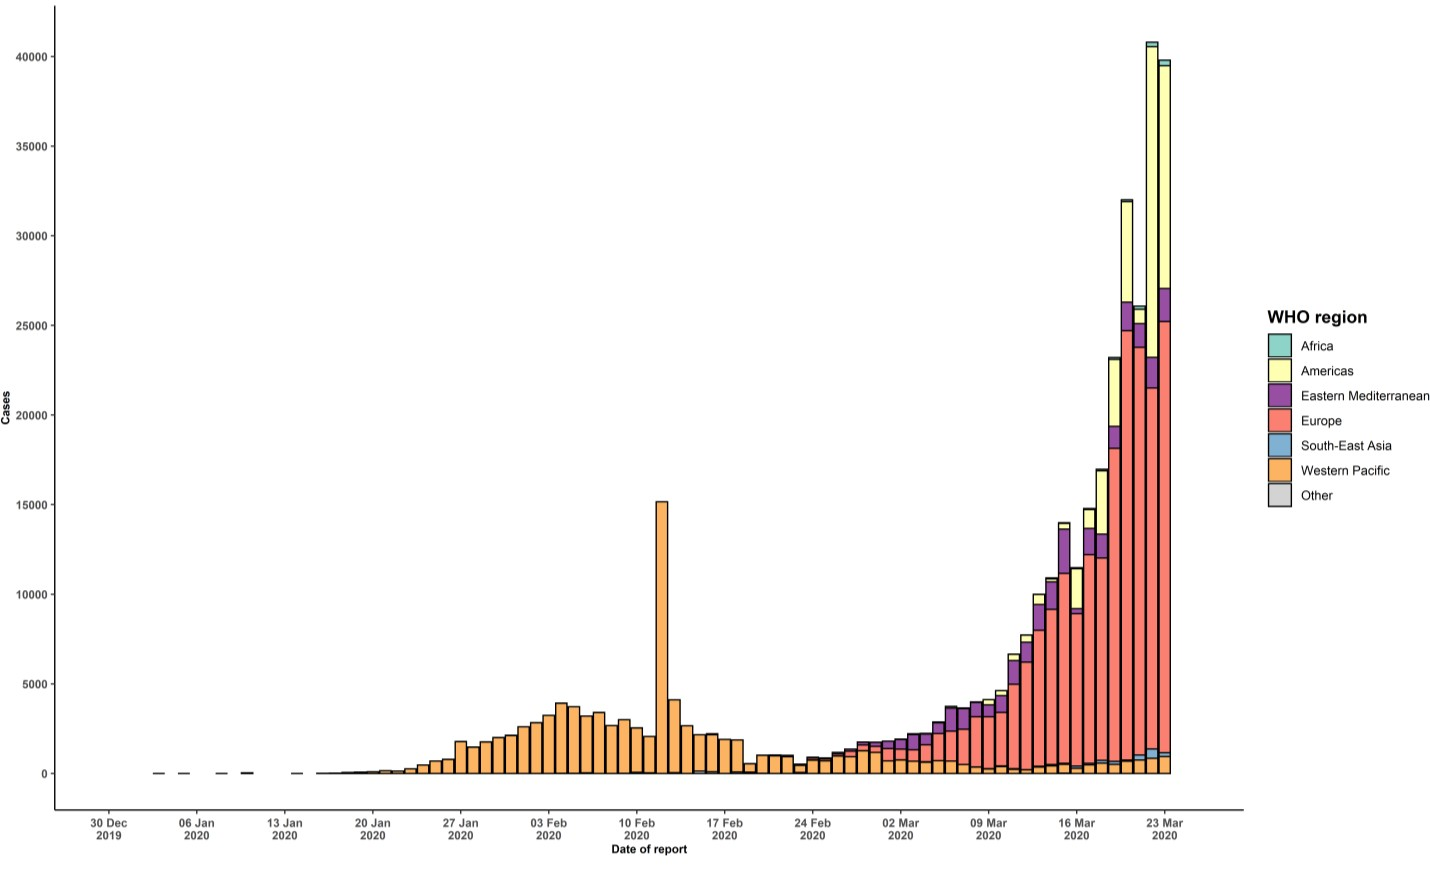 40000
35000
30000
25000
20000
15000
10000
5000
0
Cases
30 Dec 06 Jan 13 Jan 20 Jan 27 Jan 03 Feb 10 Feb 17 Feb 24 Feb 02 Mar 09 Mar 16 Mar 23 Mar
2019 2020 2020 2020 2020 2020 2020 2020 2020 2020 2020 2020 2020
Date of report
WHO region
Africa
Americas
Eastern Mediterranean
Europe
South-East Asia
Western Pacific
Other